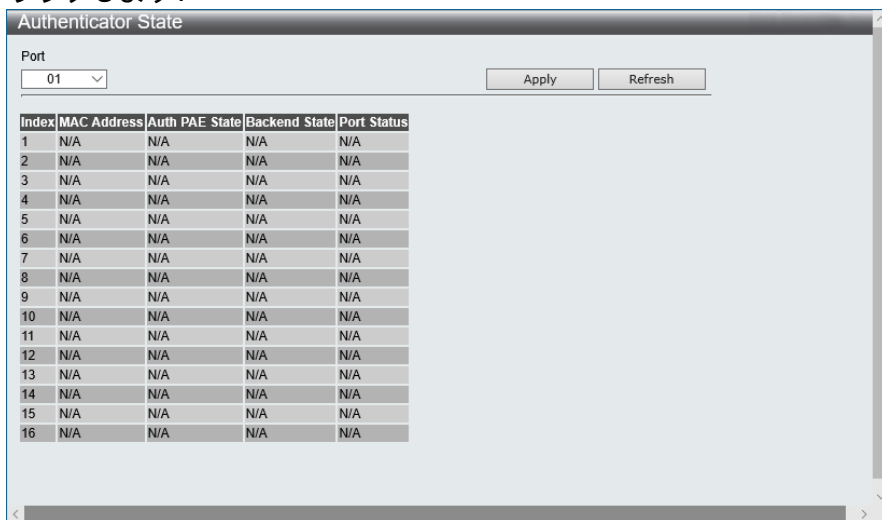 Authenticator State
Port
01
Apply Refresh
Index MAC Address Auth PAE State Backend State Port Status
1 N/A N/A N/A N/A
2 N/A N/A N/A N/A
3 N/A N/A N/A N/A
4 N/A N/A N/A N/A
5 N/A N/A N/A N/A
6 N/A N/A N/A N/A
7 N/A N/A N/A N/A
8 N/A N/A N/A N/A
9 N/A N/A N/A N/A
10 N/A N/A N/A N/A
11 N/A N/A N/A N/A
12 N/A N/A N/A N/A
13 N/A N/A N/A N/A
14 N/A N/A N/A N/A
15 N/A N/A N/A N/A
16 N/A N/A N/A N/A